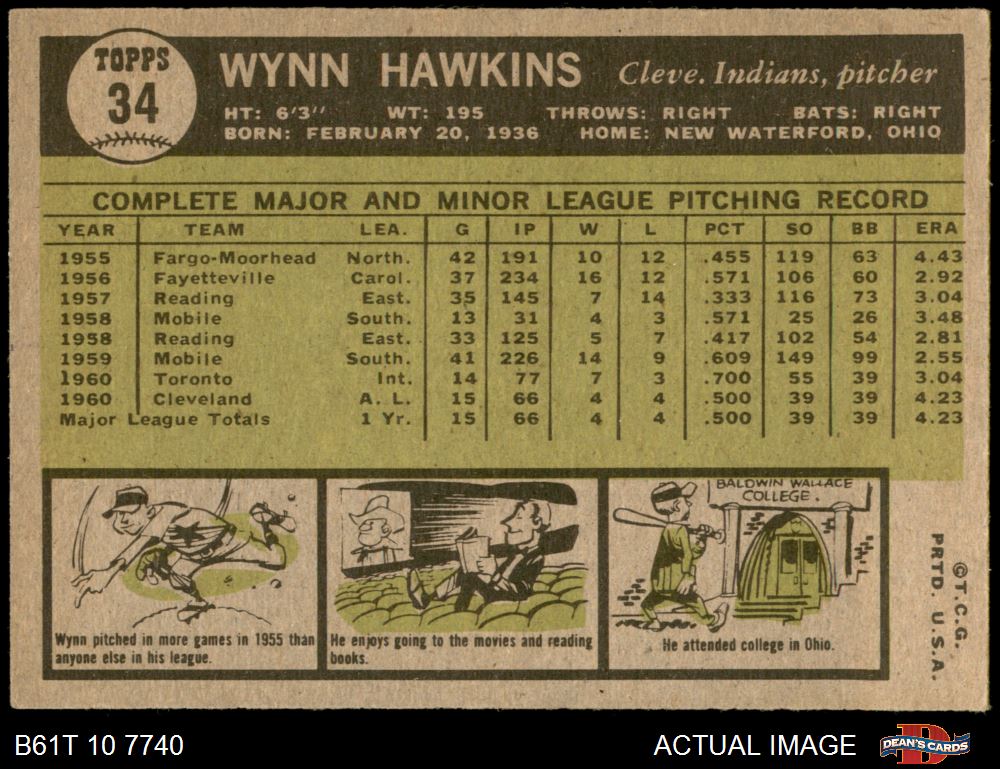 TOPPS
34
WYNN HAWKINS Cleve. Indians, pitcher
HT: 6'3" WT: 195 THROWS: RIGHT BATS: RIGHT
BORN: FEBRUARY 20, 1936 HOME: NEW WATERFORD, OHIO
COMPLETE MAJOR AND MINOR LEAGUE PITCHING RECORD
YEAR TEAM LEA. G IP W L PCT SO BB ERA
1955 Fargo-Moorhead North. 42 191 10 12 .455 119 63 4.43
1956 Fayetteville Carol. 37 234 16 12 .571 106 60 2.92
1957 Reading East. 35 145 7 14 .333 116 73 3.04
1958 Mobile South. 13 31 4 3 .571 25 26 3.48
1958 Reading East. 33 125 5 7 .417 102 54 2.81
1959 Mobile South. 41 226 14 9 .609 149 99 2.55
1960 Toronto Int. 14 77 7 3 .700 55 39 3.04
1960 Cleveland A. L. 15 66 4 4 .500 39 39 4.23
Major League Totals 1 Yr. 15 66 4 4 .500 39 39 4.23
BALDWIN WALLACE
COLLEGE.
Wynn pitched in more games in 1955 than
anyone else in his league.
He enjoys going to the movies and reading
books.
He attended college in Ohio.
©T.C.G.
PRTD. U.S.A.
B61T 10 7740 ACTUAL IMAGE DEAN'S CARDS